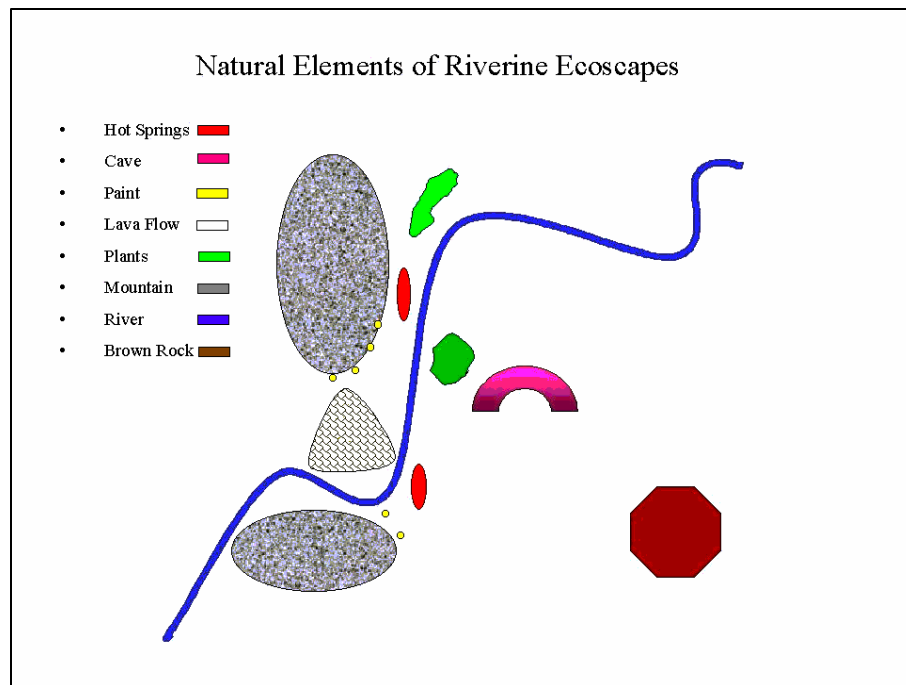 Natural Elements of Riverine Ecoscapes
• Hot Springs
• Cave
• Paint
• Lava Flow
• Plants
• Mountain
• River
• Brown Rock